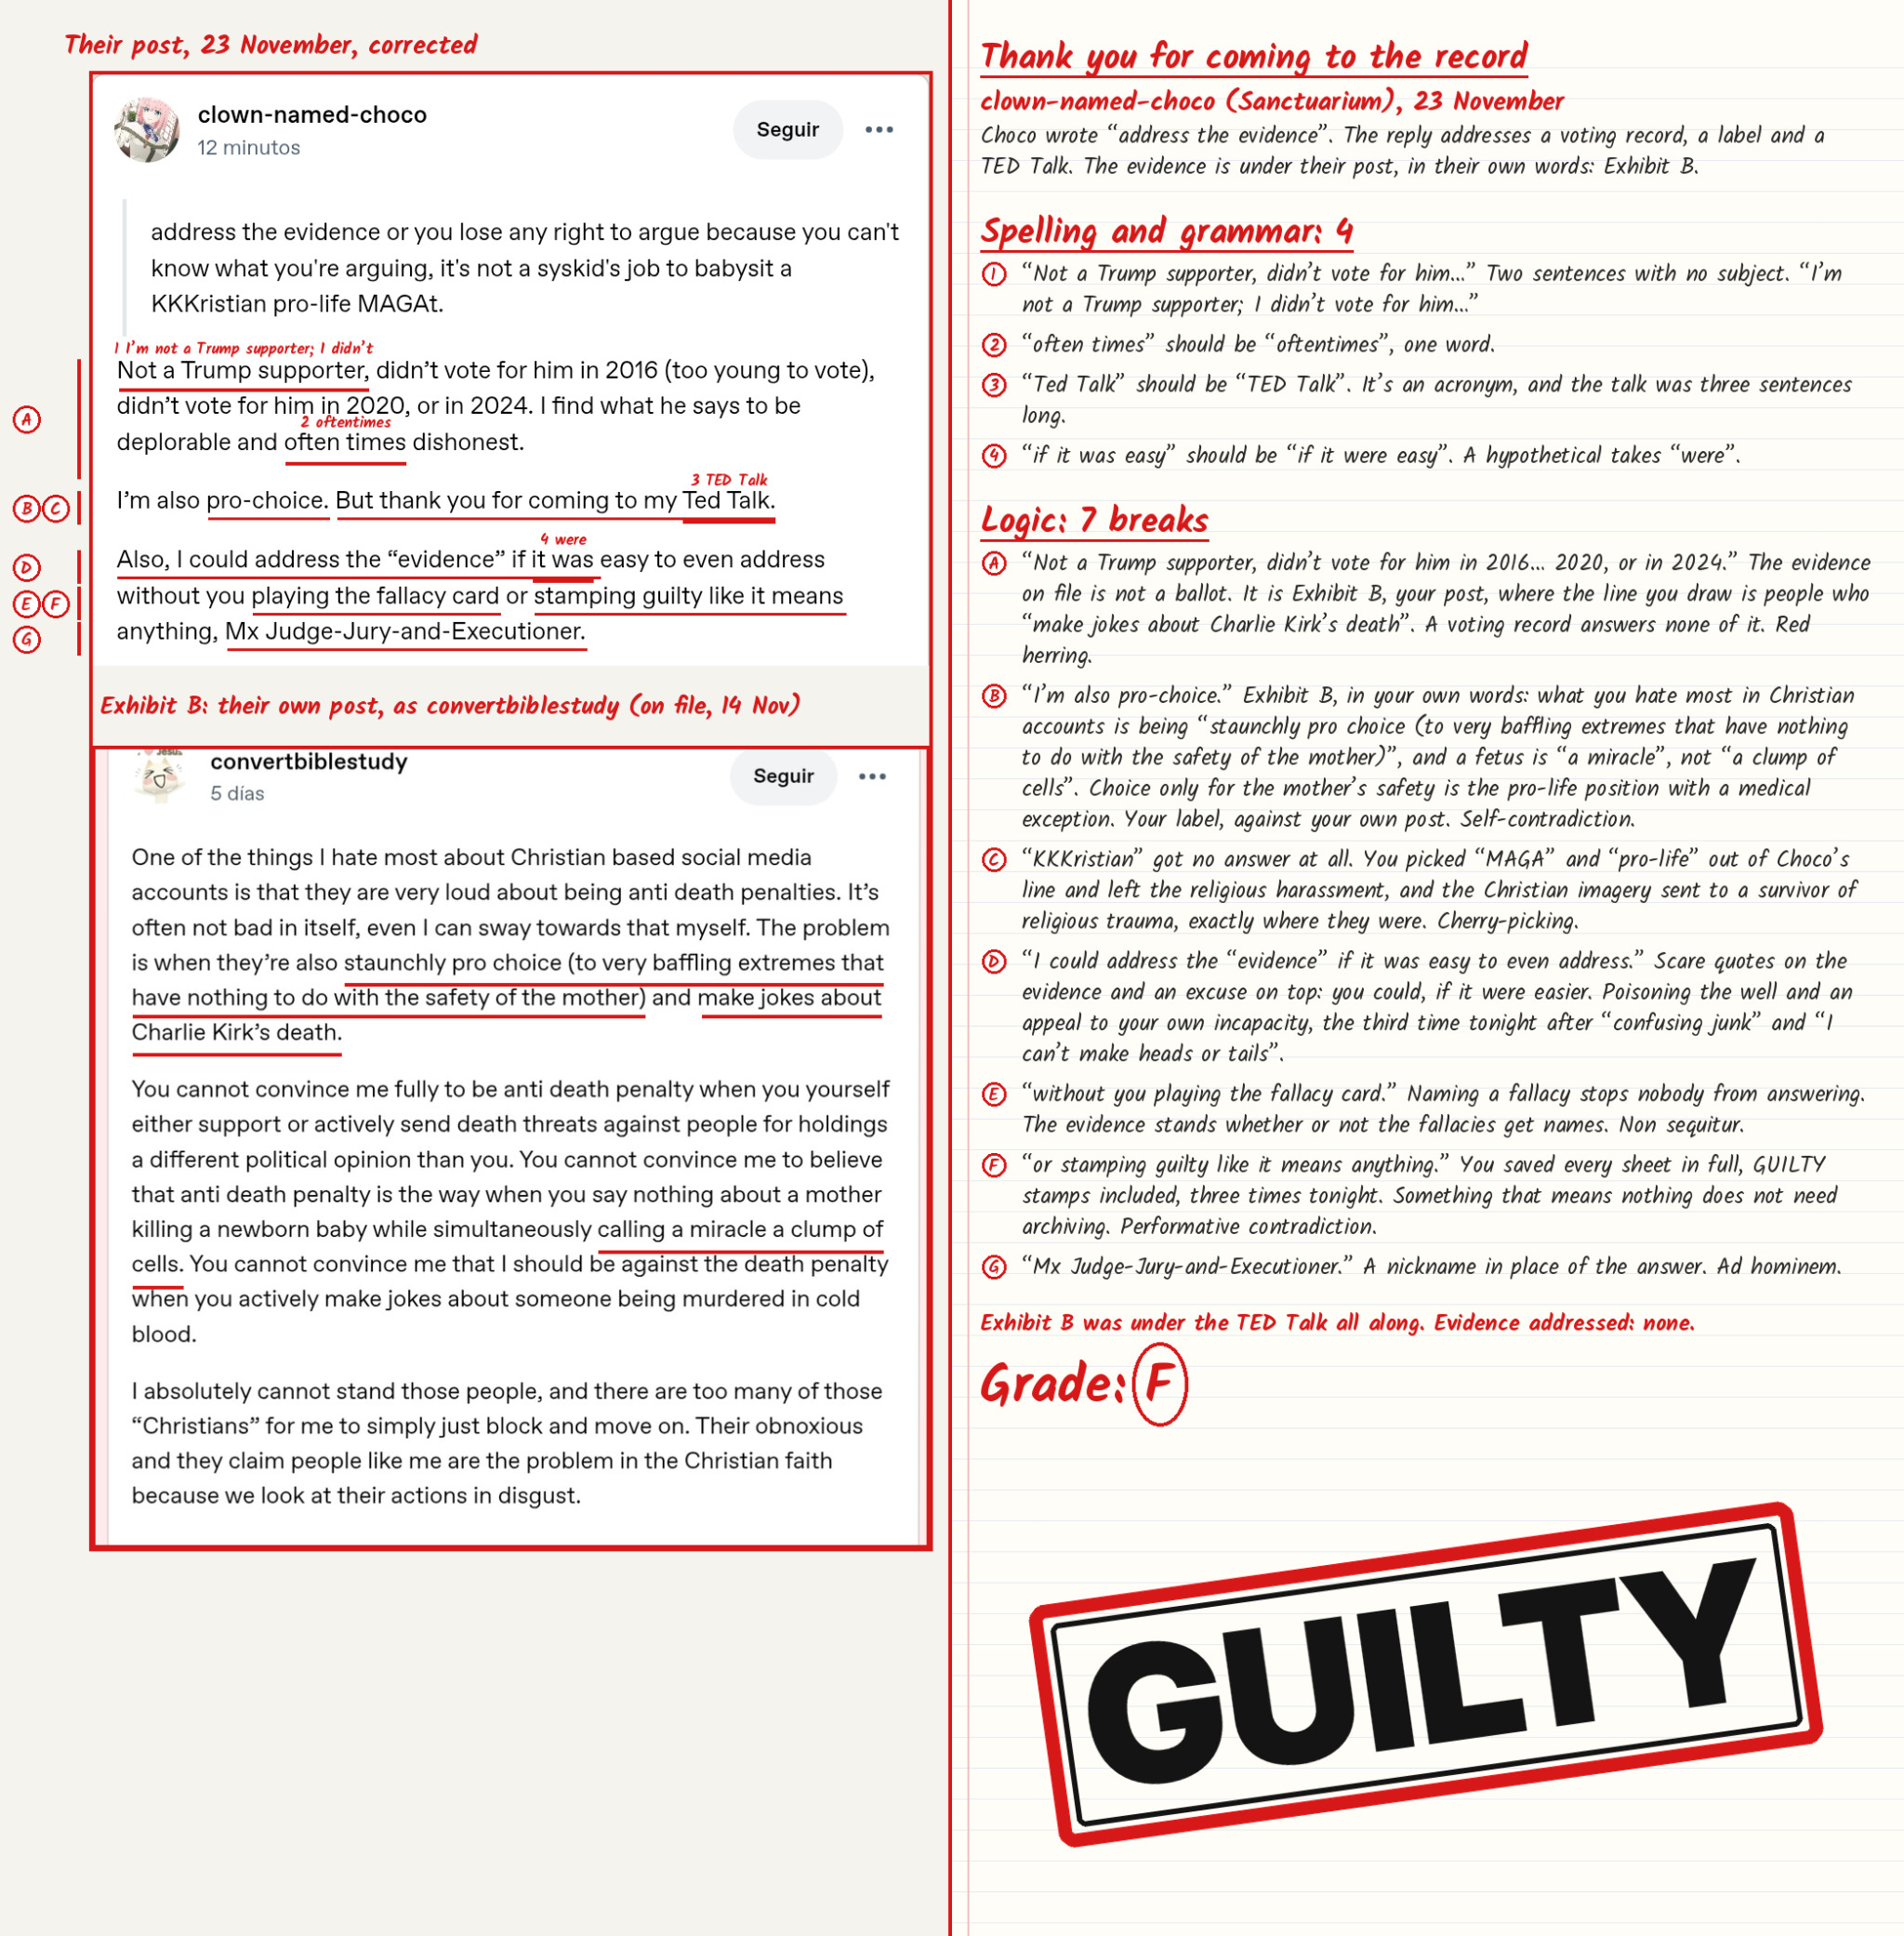 Their post, 23 November, corrected
clown-named-choco
12 minutos
Seguir
address the evidence or you lose any right to argue because you can't
know what you're arguing, it's not a syskid's job to babysit a
KKKristian pro-life MAGAt.
1 I’m not a Trump supporter; I didn’t
Not a Trump supporter, didn’t vote for him in 2016 (too young to vote),
didn’t vote for him in 2020, or in 2024. I find what he says to be
2 oftentimes
A
deplorable and often times dishonest.
3 TED Talk
B C
I’m also pro-choice. But thank you for coming to my Ted Talk.
4 were
D
Also, I could address the “evidence” if it was easy to even address
E F
without you playing the fallacy card or stamping guilty like it means
G
anything, Mx Judge-Jury-and-Executioner.
Exhibit B: their own post, as convertbiblestudy (on file, 14 Nov)
Jesus
convertbiblestudy
5 días
Seguir
One of the things I hate most about Christian based social media
accounts is that they are very loud about being anti death penalties. It’s
often not bad in itself, even I can sway towards that myself. The problem
is when they’re also staunchly pro choice (to very baffling extremes that
have nothing to do with the safety of the mother) and make jokes about
Charlie Kirk’s death.
You cannot convince me fully to be anti death penalty when you yourself
either support or actively send death threats against people for holdings
a different political opinion than you. You cannot convince me to believe
that anti death penalty is the way when you say nothing about a mother
killing a newborn baby while simultaneously calling a miracle a clump of
cells. You cannot convince me that I should be against the death penalty
when you actively make jokes about someone being murdered in cold
blood.
I absolutely cannot stand those people, and there are too many of those
“Christians” for me to simply just block and move on. Their obnoxious
and they claim people like me are the problem in the Christian faith
because we look at their actions in disgust.
Thank you for coming to the record
clown-named-choco (Sanctuarium), 23 November
Choco wrote “address the evidence”. The reply addresses a voting record, a label and a
TED Talk. The evidence is under their post, in their own words: Exhibit B.
Spelling and grammar: 4
1 “Not a Trump supporter, didn’t vote for him...” Two sentences with no subject. “I’m
not a Trump supporter; I didn’t vote for him...”
2 “often times” should be “oftentimes”, one word.
3 “Ted Talk” should be “TED Talk”. It’s an acronym, and the talk was three sentences
long.
4 “if it was easy” should be “if it were easy”. A hypothetical takes “were”.
Logic: 7 breaks
A “Not a Trump supporter, didn’t vote for him in 2016... 2020, or in 2024.” The evidence
on file is not a ballot. It is Exhibit B, your post, where the line you draw is people who
“make jokes about Charlie Kirk’s death”. A voting record answers none of it. Red
herring.
B “I’m also pro-choice.” Exhibit B, in your own words: what you hate most in Christian
accounts is being “staunchly pro choice (to very baffling extremes that have nothing
to do with the safety of the mother)”, and a fetus is “a miracle”, not “a clump of
cells”. Choice only for the mother’s safety is the pro-life position with a medical
exception. Your label, against your own post. Self-contradiction.
C “KKKristian” got no answer at all. You picked “MAGA” and “pro-life” out of Choco’s
line and left the religious harassment, and the Christian imagery sent to a survivor of
religious trauma, exactly where they were. Cherry-picking.
D “I could address the “evidence” if it was easy to even address.” Scare quotes on the
evidence and an excuse on top: you could, if it were easier. Poisoning the well and an
appeal to your own incapacity, the third time tonight after “confusing junk” and “I
can’t make heads or tails”.
E “without you playing the fallacy card.” Naming a fallacy stops nobody from answering.
The evidence stands whether or not the fallacies get names. Non sequitur.
F “or stamping guilty like it means anything.” You saved every sheet in full, GUILTY
stamps included, three times tonight. Something that means nothing does not need
archiving. Performative contradiction.
G “Mx Judge-Jury-and-Executioner.” A nickname in place of the answer. Ad hominem.
Exhibit B was under the TED Talk all along. Evidence addressed: none.
Grade: F
GUILTY